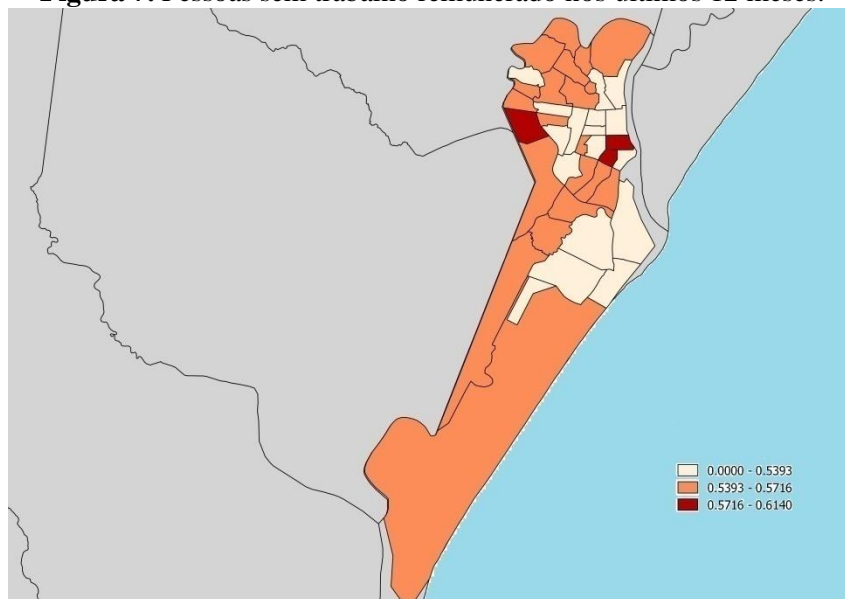 Figura 7. Pessoas sem trabalho remunerado nos últimos 12 meses.
0.0000 - 0.5393
0.5393 - 0.5716
0.5716 - 0.6140